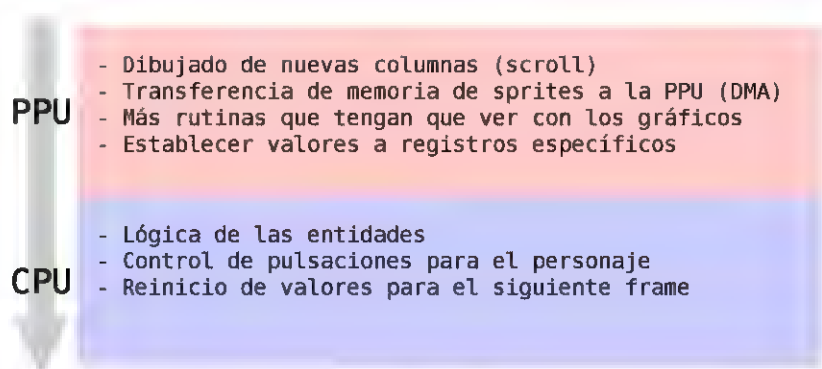 PPU
- Dibujado de nuevas columnas (scroll)
- Transferencia de memoria de sprites a la PPU (DMA)
- Más rutinas que tengan que ver con los gráficos
- Establecer valores a registros específicos
CPU
- Lógica de las entidades
- Control de pulsaciones para el personaje
- Reinicio de valores para el siguiente frame